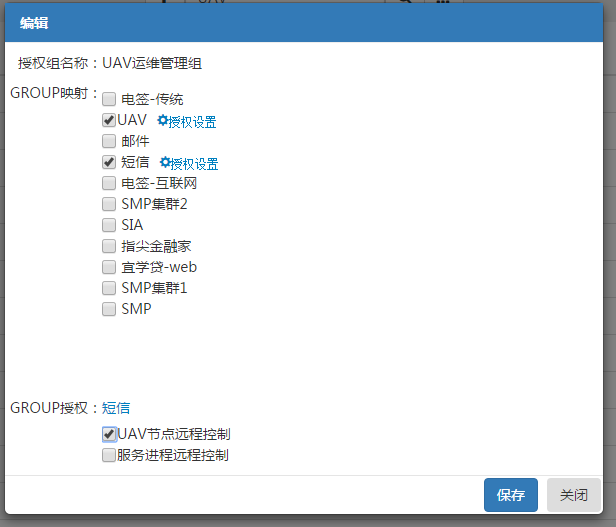 编辑
授权组名称：UAV运维管理组
GROUP映射：
电签-传统
UAV 授权设置
邮件
短信 授权设置
电签-互联网
SMP集群2
SIA
指尖金融家
宜学贷-web
SMP集群1
SMP
GROUP授权：短信
UAV节点远程控制
服务进程远程控制
保存 关闭